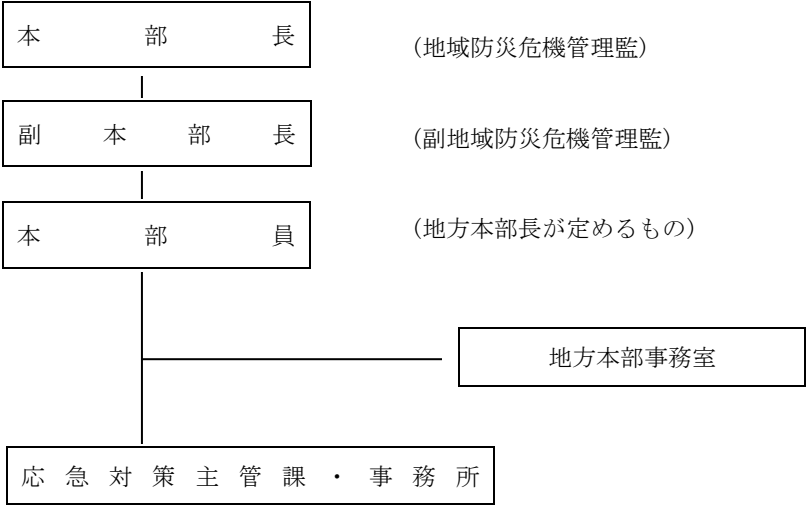 本部長
（地域防災危機管理監）
副本部長
（副地域防災危機管理監）
本部員
（地方本部長が定めるもの）
地方本部事務室
応急対策主管課・事務所